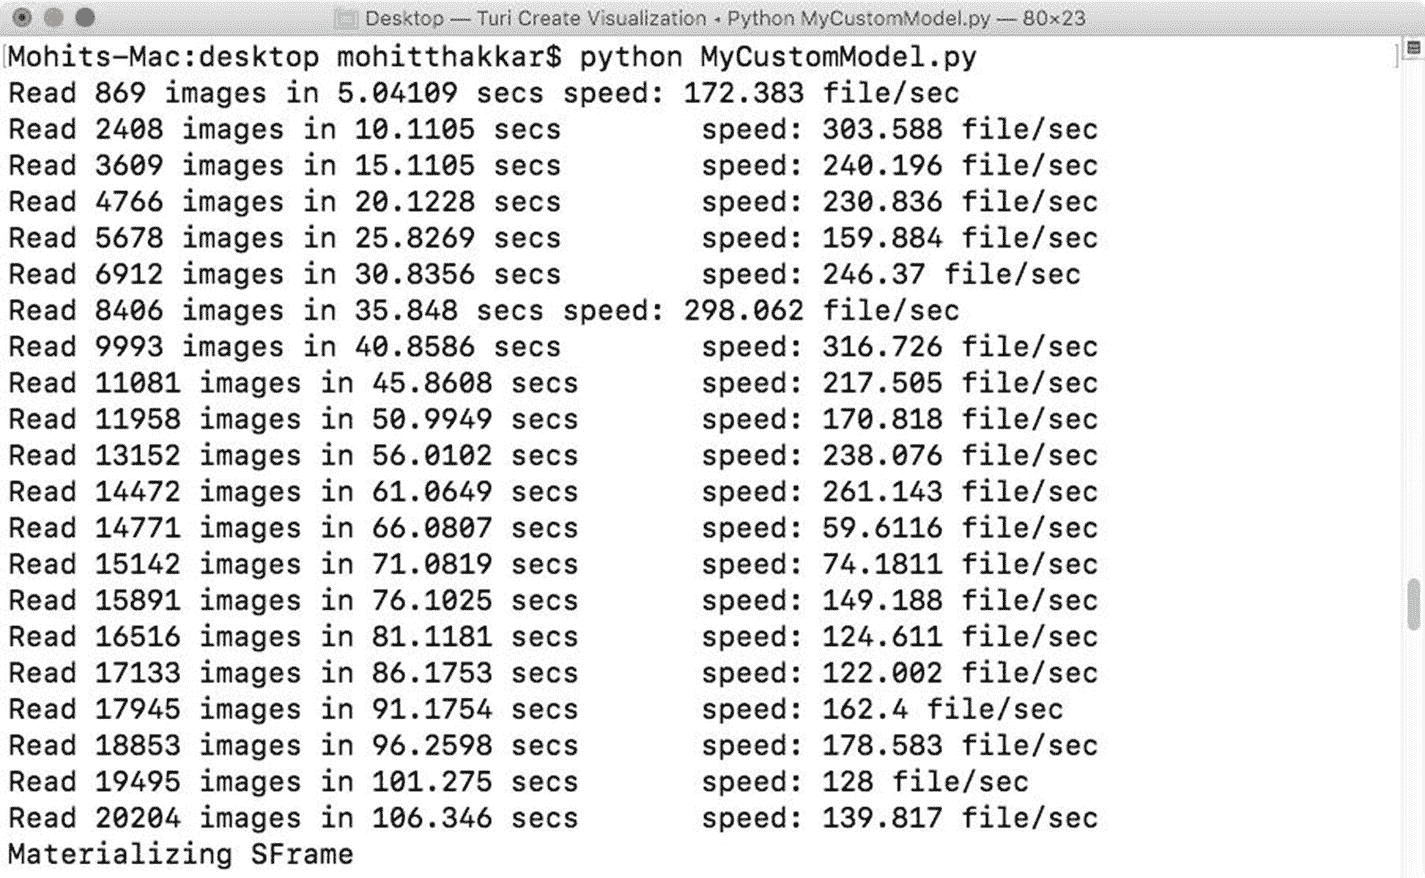 Desktop — Turi Create Visualization • Python MyCustomModel.py — 80×23
[Mohits-Mac:desktop mohitthakkar$ python MyCustomModel.py ]
Read 869 images in 5.04109 secs speed: 172.383 file/sec
Read 2408 images in 10.1105 secs speed: 303.588 file/sec
Read 3609 images in 15.1105 secs speed: 240.196 file/sec
Read 4766 images in 20.1228 secs speed: 230.836 file/sec
Read 5678 images in 25.8269 secs speed: 159.884 file/sec
Read 6912 images in 30.8356 secs speed: 246.37 file/sec
Read 8406 images in 35.848 secs speed: 298.062 file/sec
Read 9993 images in 40.8586 secs speed: 316.726 file/sec
Read 11081 images in 45.8608 secs speed: 217.505 file/sec
Read 11958 images in 50.9949 secs speed: 170.818 file/sec
Read 13152 images in 56.0102 secs speed: 238.076 file/sec
Read 14472 images in 61.0649 secs speed: 261.143 file/sec
Read 14771 images in 66.0807 secs speed: 59.6116 file/sec
Read 15142 images in 71.0819 secs speed: 74.1811 file/sec
Read 15891 images in 76.1025 secs speed: 149.188 file/sec
Read 16516 images in 81.1181 secs speed: 124.611 file/sec
Read 17133 images in 86.1753 secs speed: 122.002 file/sec
Read 17945 images in 91.1754 secs speed: 162.4 file/sec
Read 18853 images in 96.2598 secs speed: 178.583 file/sec
Read 19495 images in 101.275 secs speed: 128 file/sec
Read 20204 images in 106.346 secs speed: 139.817 file/sec
Materializing SFrame